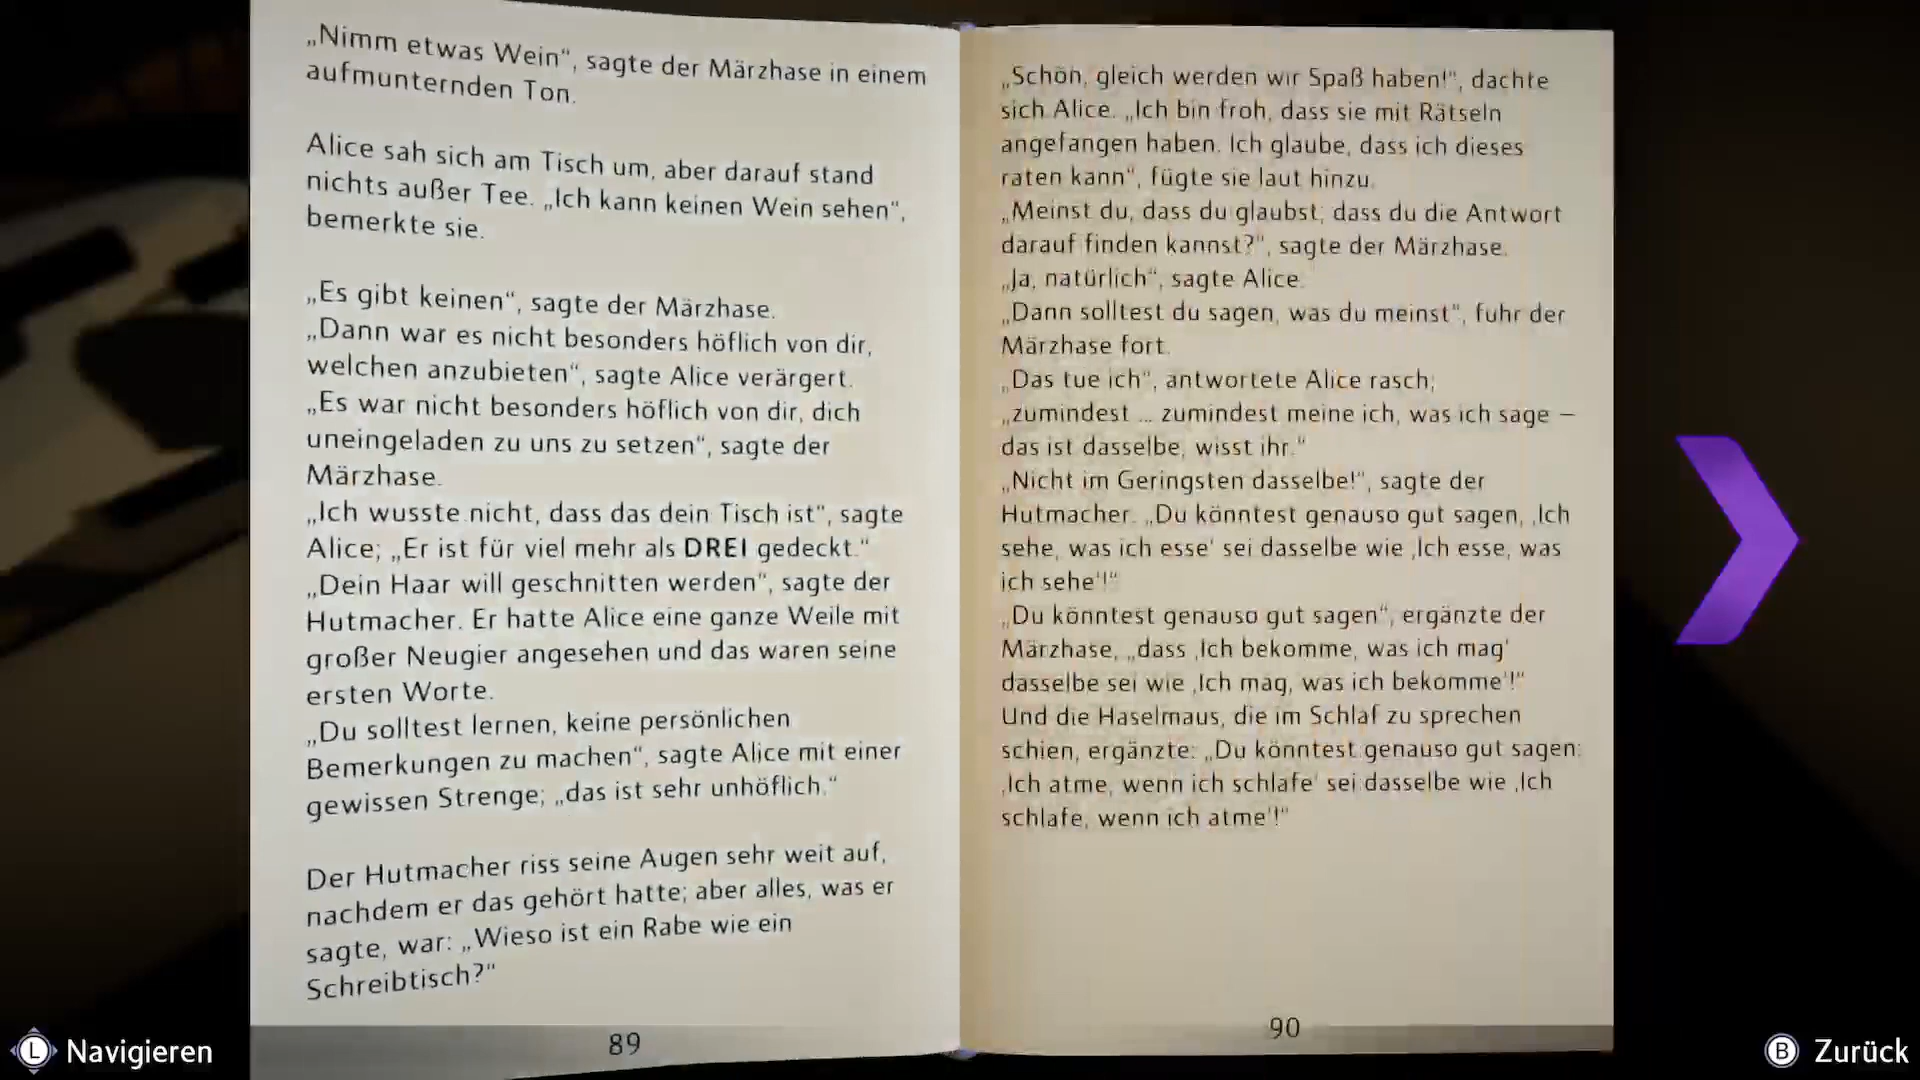 „Nimm etwas Wein“, sagte der Märzhase in einem
aufmunternden Ton.
Alice sah sich am Tisch um, aber darauf stand
nichts außer Tee. „Ich kann keinen Wein sehen“,
bemerkte sie.
„Es gibt keinen“, sagte der Märzhase.
„Dann war es nicht besonders höflich von dir,
welchen anzubieten“, sagte Alice verärgert.
„Es war nicht besonders höflich von dir, dich
uneingeladen zu uns zu setzen“, sagte der
Märzhase.
„Ich wusste nicht, dass das dein Tisch ist“, sagte
Alice; „Er ist für viel mehr als DREI gedeckt.“
„Dein Haar will geschnitten werden“, sagte der
Hutmacher. Er hatte Alice eine ganze Weile mit
großer Neugier angesehen und das waren seine
ersten Worte.
„Du solltest lernen, keine persönlichen
Bemerkungen zu machen“, sagte Alice mit einer
gewissen Strenge; „das ist sehr unhöflich.“
Der Hutmacher riss seine Augen sehr weit auf,
nachdem er das gehört hatte; aber alles, was er
sagte, war: „Wieso ist ein Rabe wie ein
Schreibtisch?“
89
„Schön, gleich werden wir Spaß haben!“, dachte
sich Alice. „Ich bin froh, dass sie mit Rätseln
angefangen haben. Ich glaube, dass ich dieses
raten kann“, fügte sie laut hinzu.
„Meinst du, dass du glaubst, dass du die Antwort
darauf finden kannst?“, sagte der Märzhase.
„Ja, natürlich“, sagte Alice.
„Dann solltest du sagen, was du meinst“, fuhr der
Märzhase fort.
„Das tue ich“, antwortete Alice rasch;
„zumindest ... zumindest meine ich, was ich sage –
das ist dasselbe, wisst ihr.“
„Nicht im Geringsten dasselbe!“, sagte der
Hutmacher. „Du könntest genauso gut sagen, ‚Ich
sehe, was ich esse‘ sei dasselbe wie ‚Ich esse, was
ich sehe‘!“
„Du könntest genauso gut sagen“, ergänzte der
Märzhase, „dass ‚Ich bekomme, was ich mag‘
dasselbe sei wie ‚Ich mag, was ich bekomme‘!“
Und die Haselmaus, die im Schlaf zu sprechen
schien, ergänzte: „Du könntest genauso gut sagen:
‚Ich atme, wenn ich schlafe‘ sei dasselbe wie ‚Ich
schlafe, wenn ich atme‘!“
90
L Navigieren
B Zurück